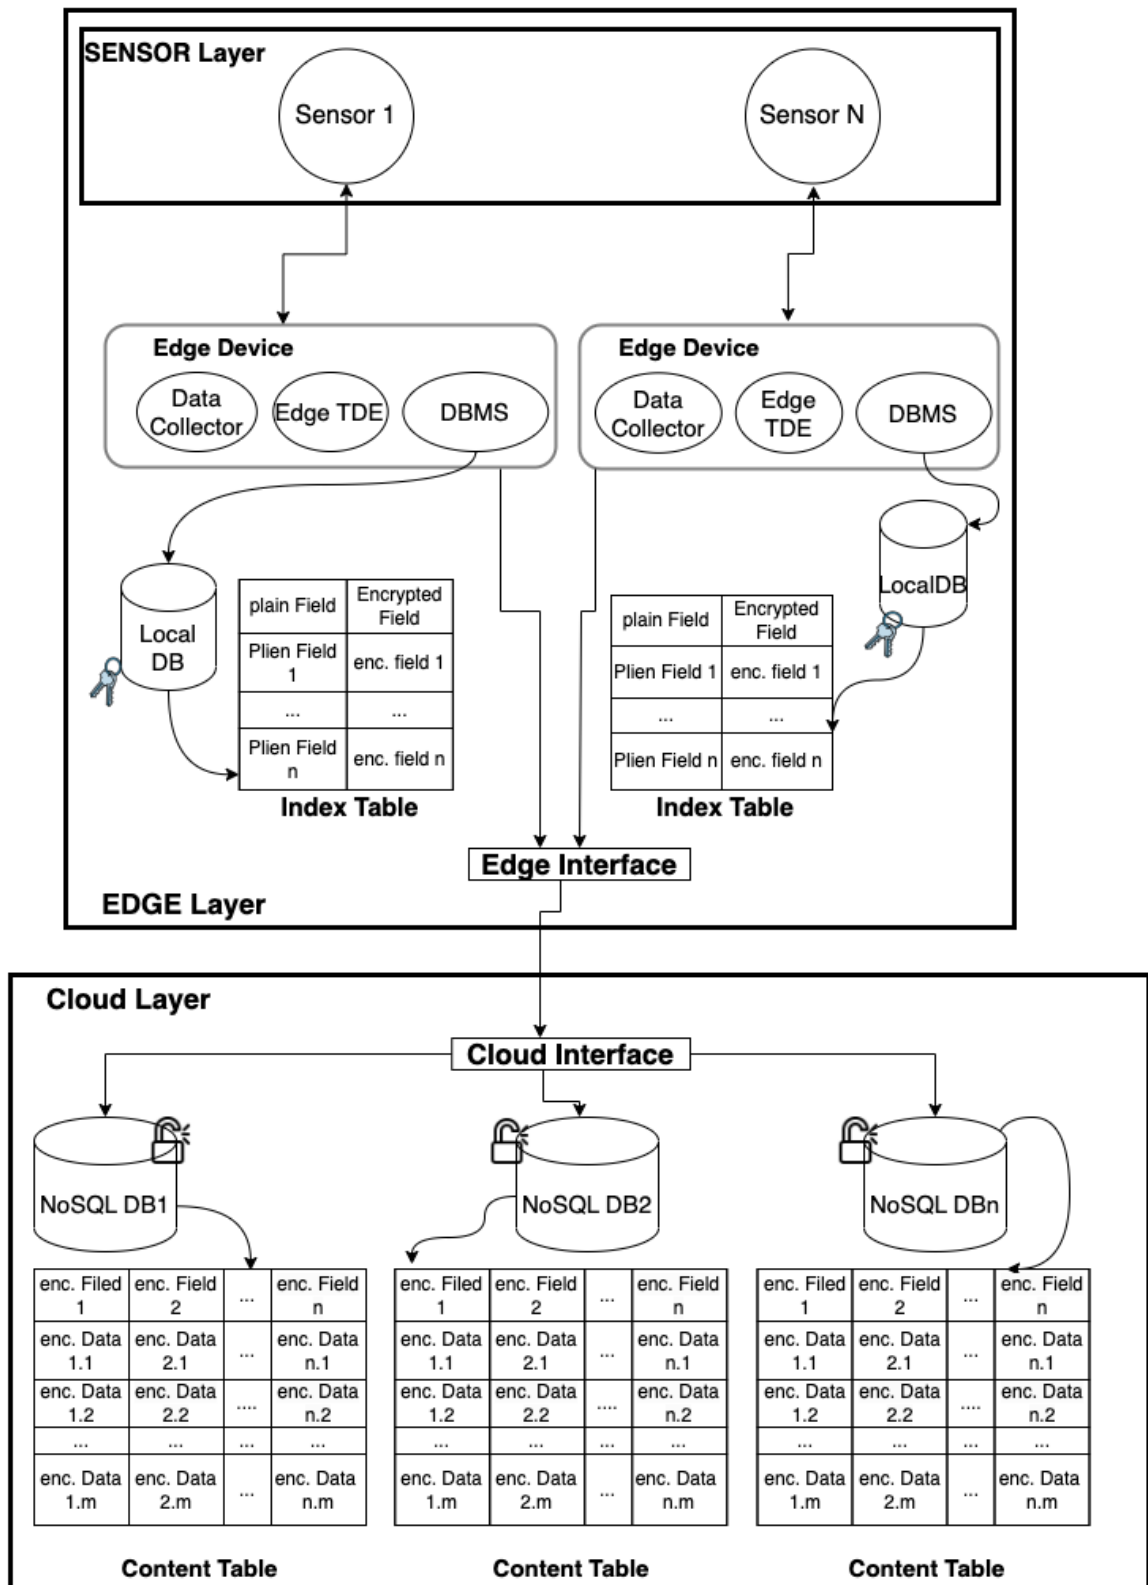 SENSOR Layer
Sensor 1
Sensor N
Edge Device
Data
Collector
Edge TDE
DBMS
Edge Device
Data
Collector
Edge
TDE
DBMS
Local
DB
plain Field
Encrypted
Field
Plien Field
1
enc. field 1
...
...
Plien Field
n
enc. field n
Index Table
LocalDB
plain Field
Encrypted
Field
Plien Field 1
enc. field 1
...
...
Plien Field n
enc. field n
Index Table
Edge Interface
EDGE Layer
Cloud Layer
Cloud Interface
NoSQL DB1
NoSQL DB2
NoSQL DBn
enc. Filed
1
enc. Field
2
...
enc. Field
n
enc. Data
1.1
enc. Data
2.1
...
enc. Data
n.1
enc. Data
1.2
enc. Data
2.2
....
enc. Data
n.2
...
...
...
...
enc. Data
1.m
enc. Data
2.m
...
enc. Data
n.m
Content Table
enc. Filed
1
enc. Field
2
...
enc. Field
n
enc. Data
1.1
enc. Data
2.1
...
enc. Data
n.1
enc. Data
1.2
enc. Data
2.2
....
enc. Data
n.2
...
...
...
...
enc. Data
1.m
enc. Data
2.m
...
enc. Data
n.m
Content Table
enc. Filed
1
enc. Field
2
...
enc. Field
n
enc. Data
1.1
enc. Data
2.1
...
enc. Data
n.1
enc. Data
1.2
enc. Data
2.2
....
enc. Data
n.2
...
...
...
...
enc. Data
1.m
enc. Data
2.m
...
enc. Data
n.m
Content Table